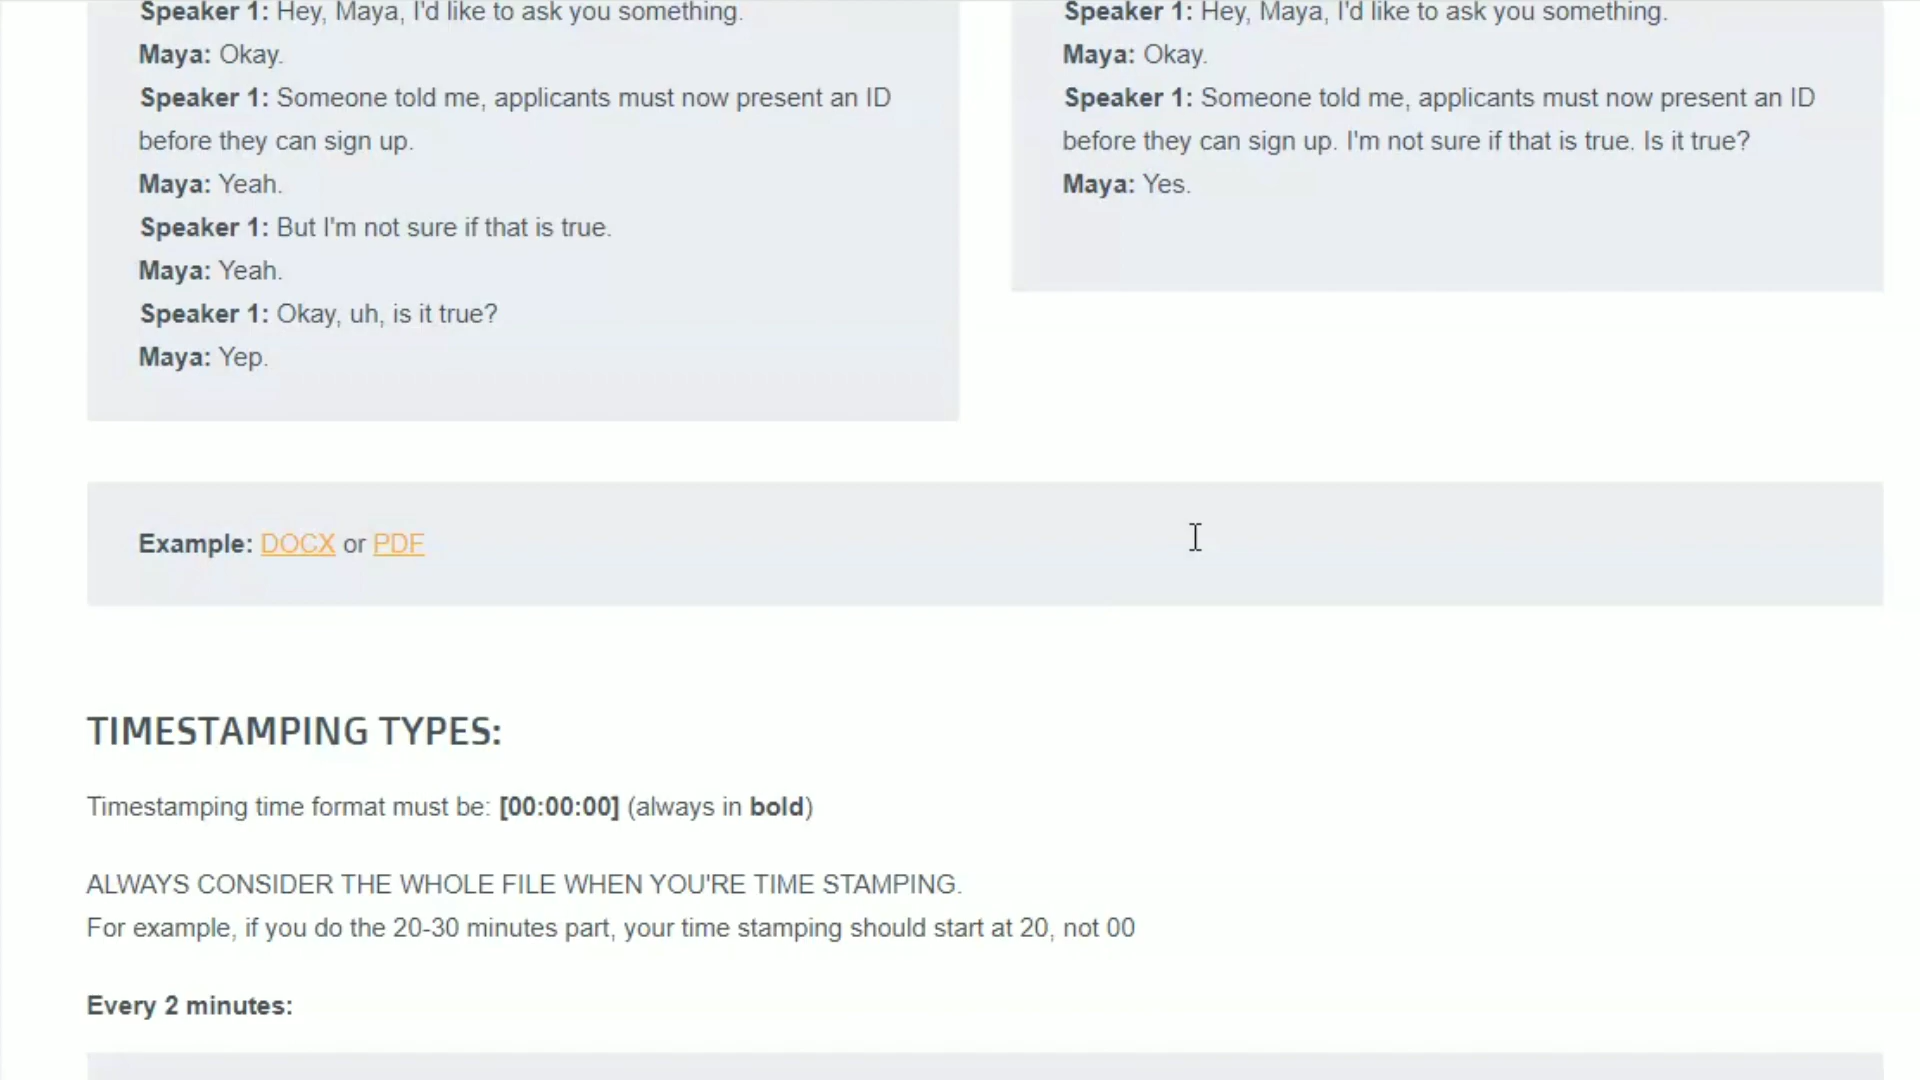 Speaker 1: Hey, Maya, I'd like to ask you something.
Maya: Okay.
Speaker 1: Someone told me, applicants must now present an ID
before they can sign up.
Maya: Yeah.
Speaker 1: But I'm not sure if that is true.
Maya: Yeah.
Speaker 1: Okay, uh, is it true?
Maya: Yep.
Speaker 1: Hey, Maya, I'd like to ask you something.
Maya: Okay.
Speaker 1: Someone told me, applicants must now present an ID
before they can sign up. I'm not sure if that is true. Is it true?
Maya: Yes.
Example: DOCX or PDF
TIMESTAMPING TYPES:
Timestamping time format must be: [00:00:00] (always in bold)
ALWAYS CONSIDER THE WHOLE FILE WHEN YOU'RE TIME STAMPING.
For example, if you do the 20-30 minutes part, your time stamping should start at 20, not 00
Every 2 minutes: